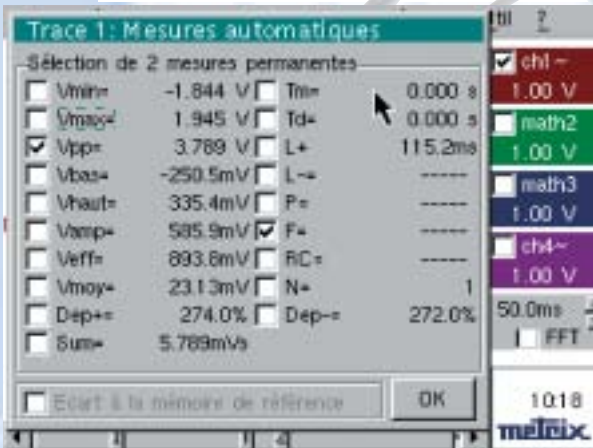 Trace 1: Mesures automatiques
Sélection de 2 mesures permanentes
Vmin= -1.844 V Tm= 0.000 s
Vmax= 1.945 V Td= 0.000 s
Vpp= 3.789 V L+ 115.2ms
Vbas= -250.5mV L-= -----
Vhaut= 335.4mV P= -----
Vamp= 585.9mV F= -----
Veff= 893.8mV RC= -----
Vmoy= 23.13mV N= 1
Dep+= 274.0% Dep-= 272.0%
Sum= 5.789mVs
Ecart à la mémoire de référence
OK
til ?
ch1 ~
1.00 V
math2
1.00 V
math3
1.00 V
ch4~
1.00 V
50.0ms
FFT
10:18
metrix